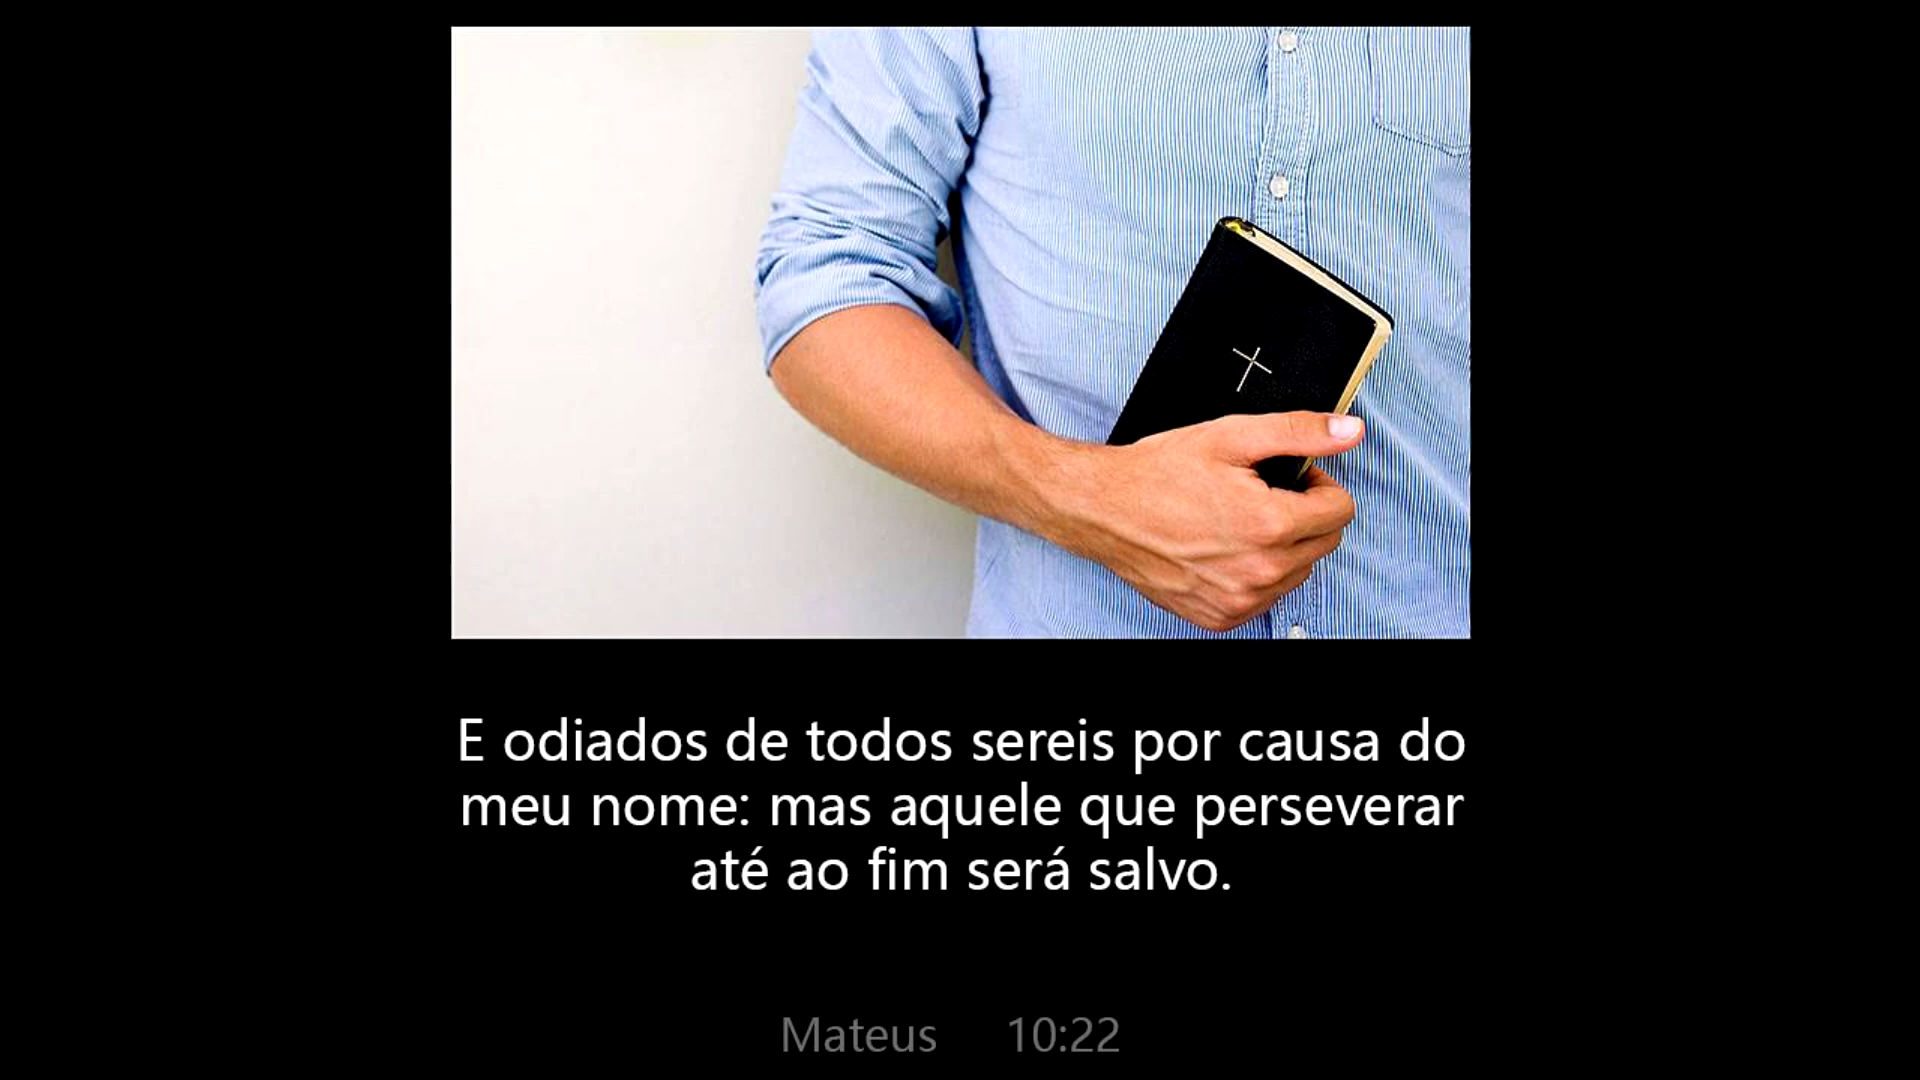 E odiados de todos sereis por causa do
meu nome: mas aquele que perseverar
até ao fim será salvo.
Mateus 10:22